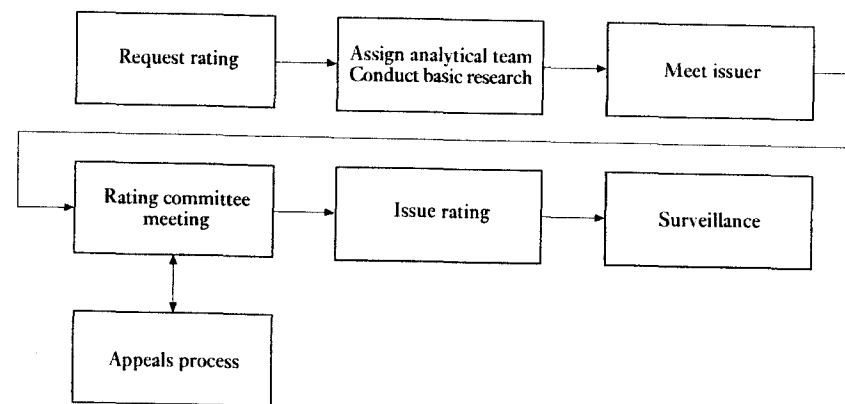 Request rating
Assign analytical team
Conduct basic research
Meet issuer
Rating committee
meeting
Issue rating
Surveillance
Appeals process